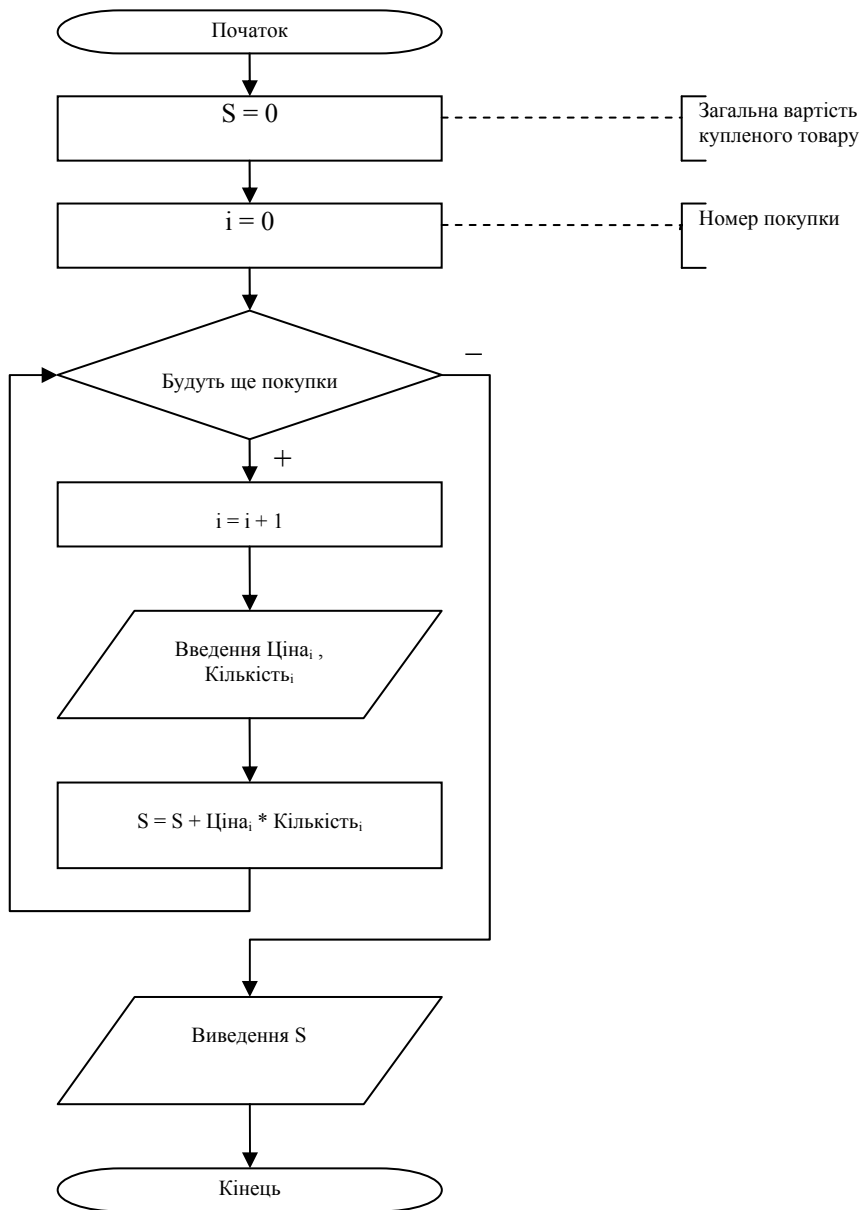 Початок
S = 0
Загальна вартість
купленого товару
i = 0
Номер покупки
Будуть ще покупки
–
+
i = i + 1
Введення Цінаᵢ ,
Кількістьᵢ
S = S + Цінаᵢ * Кількістьᵢ
Виведення S
Кінець